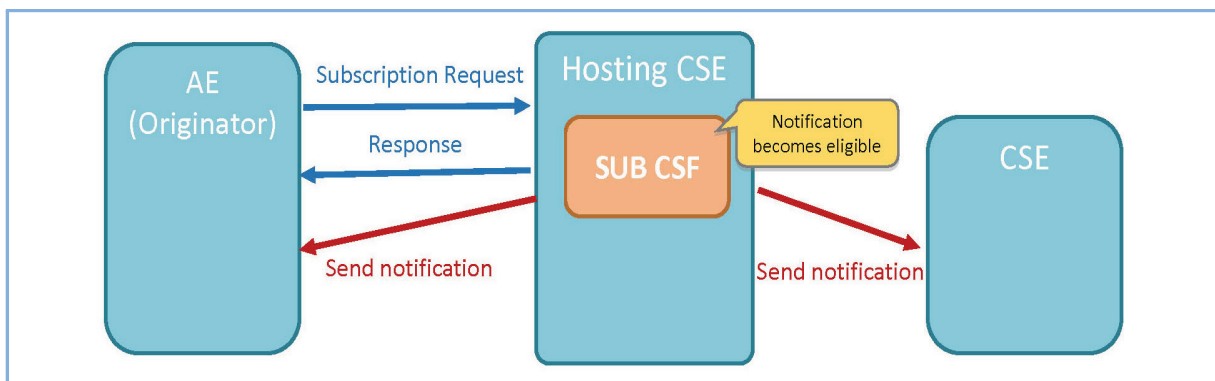 AE
(Originator)
Subscription Request
Response
Send notification
Hosting CSE
SUB CSF
Notification
becomes eligible
Send notification
CSE